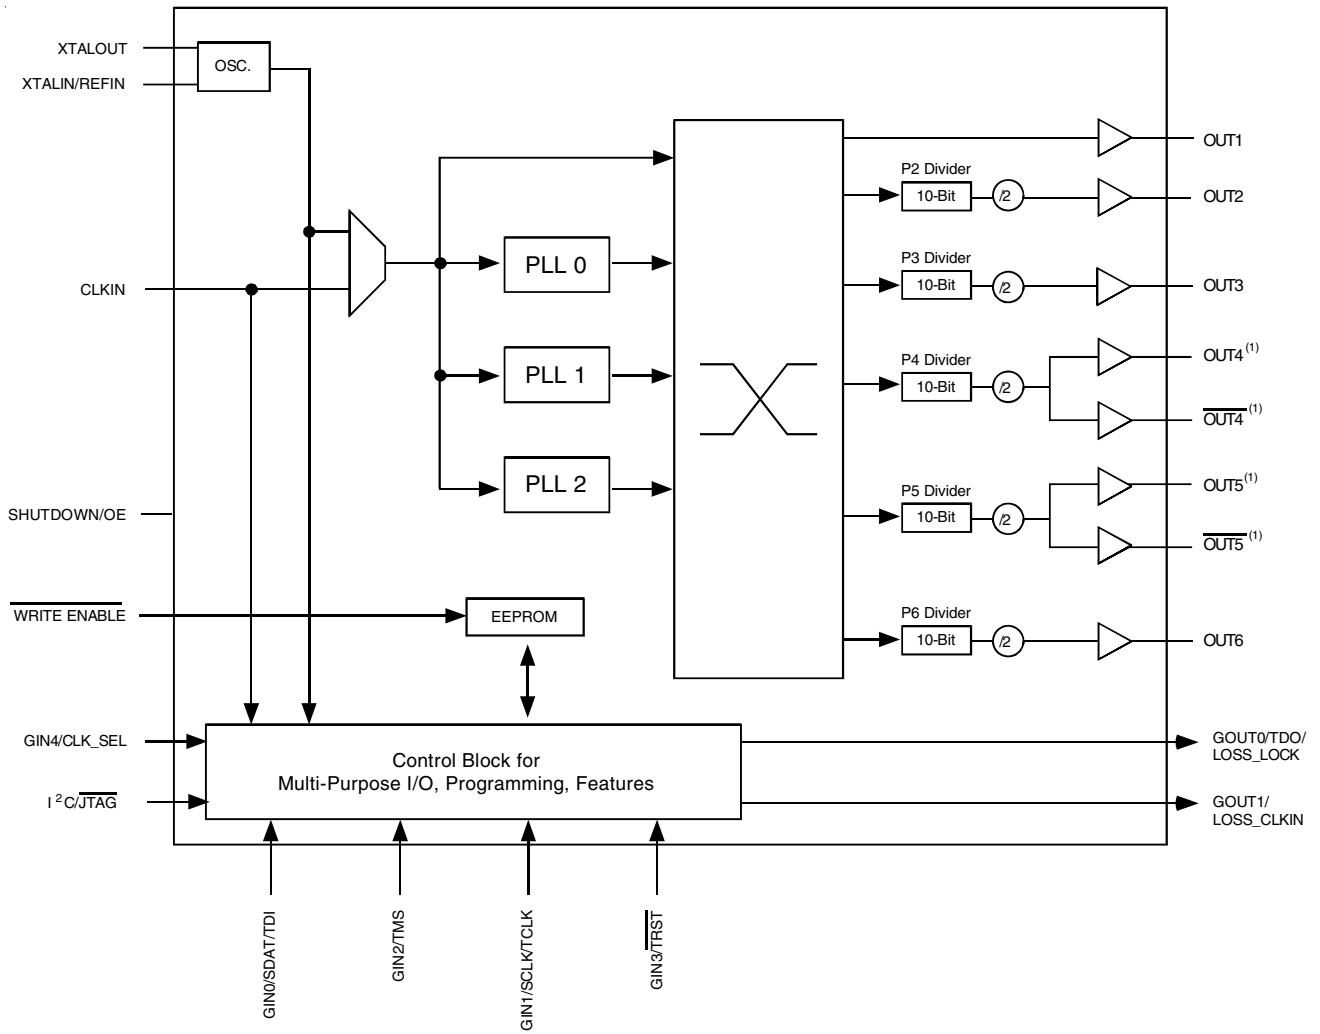 XTALOUT
XTALIN/REFIN
OSC.
CLKIN
PLL 0
PLL 1
PLL 2
P2 Divider
10-Bit
/2
P3 Divider
10-Bit
/2
P4 Divider
10-Bit
/2
P5 Divider
10-Bit
/2
P6 Divider
10-Bit
/2
OUT1
OUT2
OUT3
OUT4(1)
OUT4(1)
OUT5(1)
OUT5(1)
OUT6
SHUTDOWN/OE
WRITE ENABLE
EEPROM
GIN4/CLK_SEL
I²C/JTAG
Control Block for
Multi-Purpose I/O, Programming, Features
GOUT0/TDO/
LOSS_LOCK
GOUT1/
LOSS_CLKIN
GIN0/SDAT/TDI
GIN2/TMS
GIN1/SCLK/TCLK
GIN3/TRST